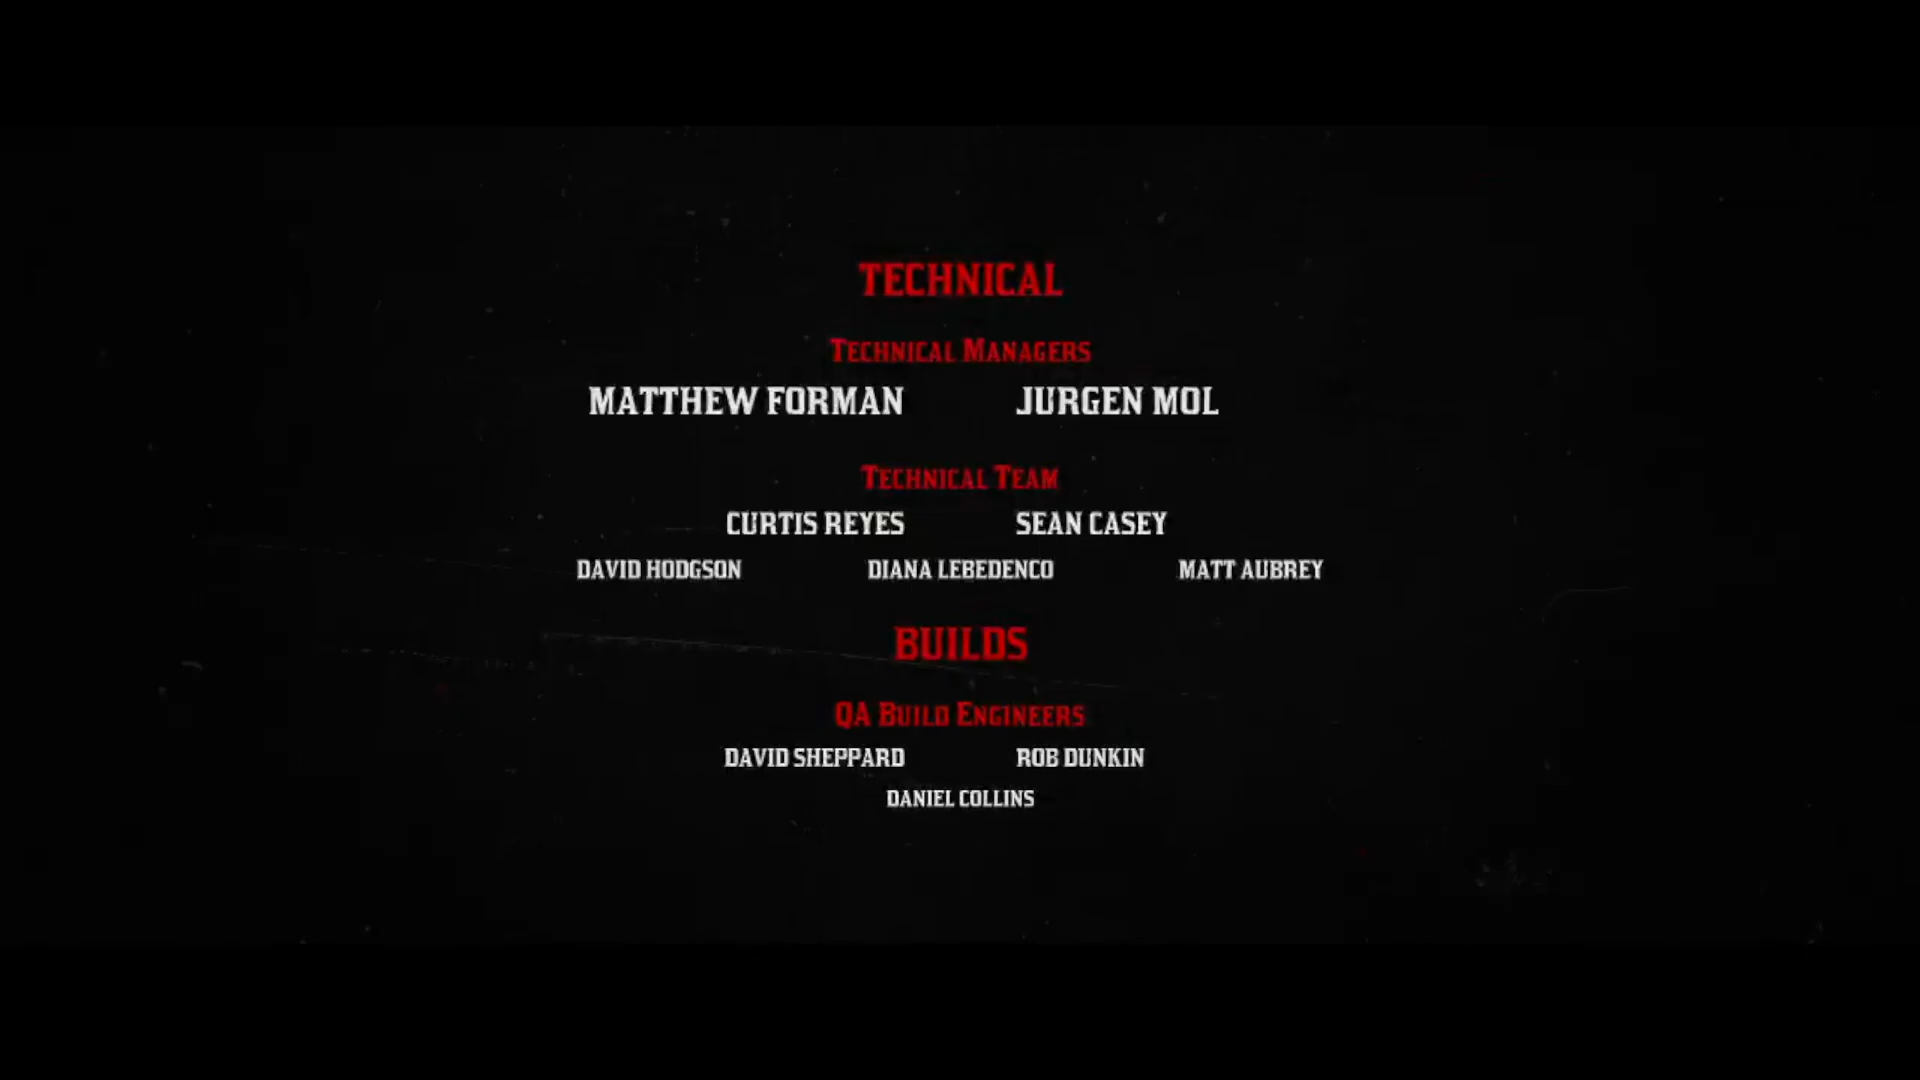 TECHNICAL
TECHNICAL MANAGERS
MATTHEW FORMAN JURGEN MOL
TECHNICAL TEAM
CURTIS REYES SEAN CASEY
DAVID HODGSON DIANA LEBEDENCO MATT AUBREY
BUILDS
QA BUILD ENGINEERS
DAVID SHEPPARD ROB DUNKIN
DANIEL COLLINS